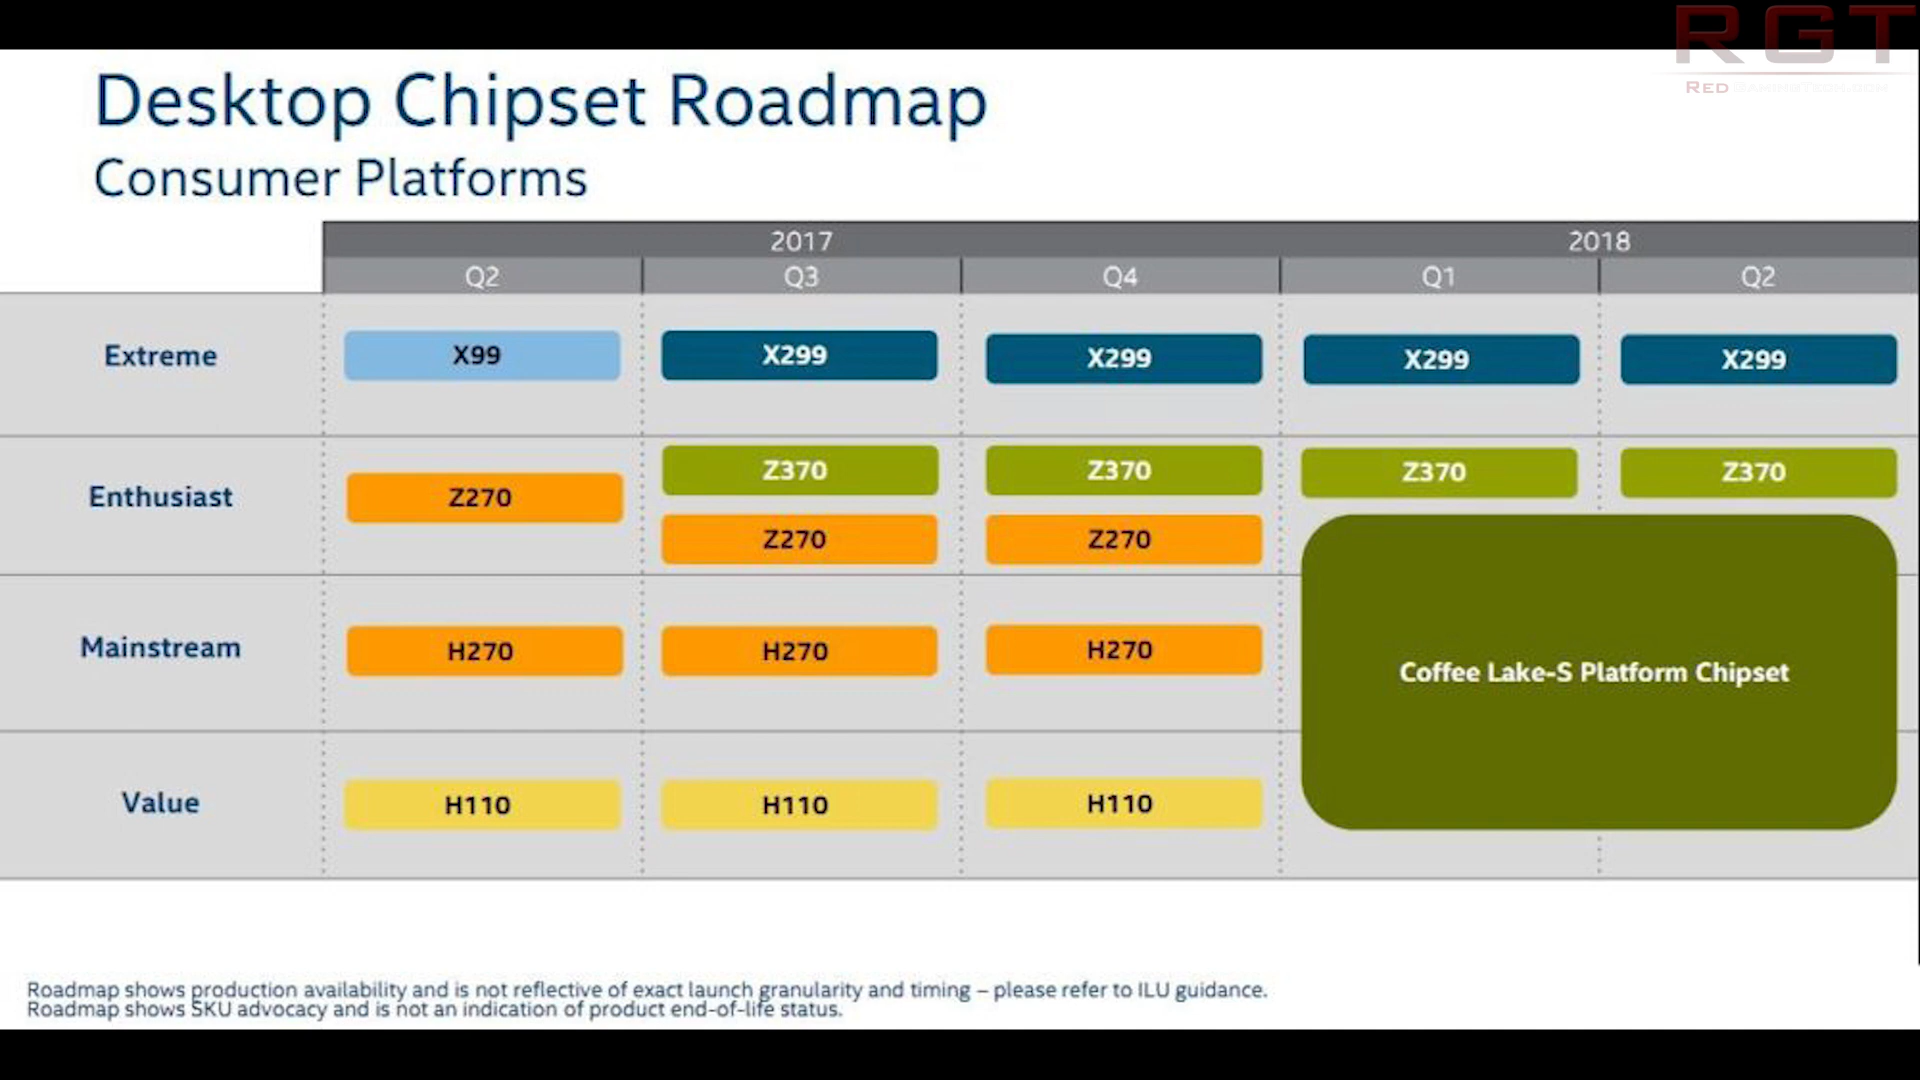 RGT
RED
Desktop Chipset Roadmap
Consumer Platforms
2017 2018
Q2 Q3 Q4 Q1 Q2
Extreme X99 X299 X299 X299 X299
Z370 Z370 Z370 Z370
Enthusiast Z270
Z270 Z270
Mainstream H270 H270 H270
Coffee Lake-S Platform Chipset
Value H110 H110 H110
Roadmap shows production availability and is not reflective of exact launch granularity and timing – please refer to ILU guidance.
Roadmap shows SKU advocacy and is not an indication of product end-of-life status.